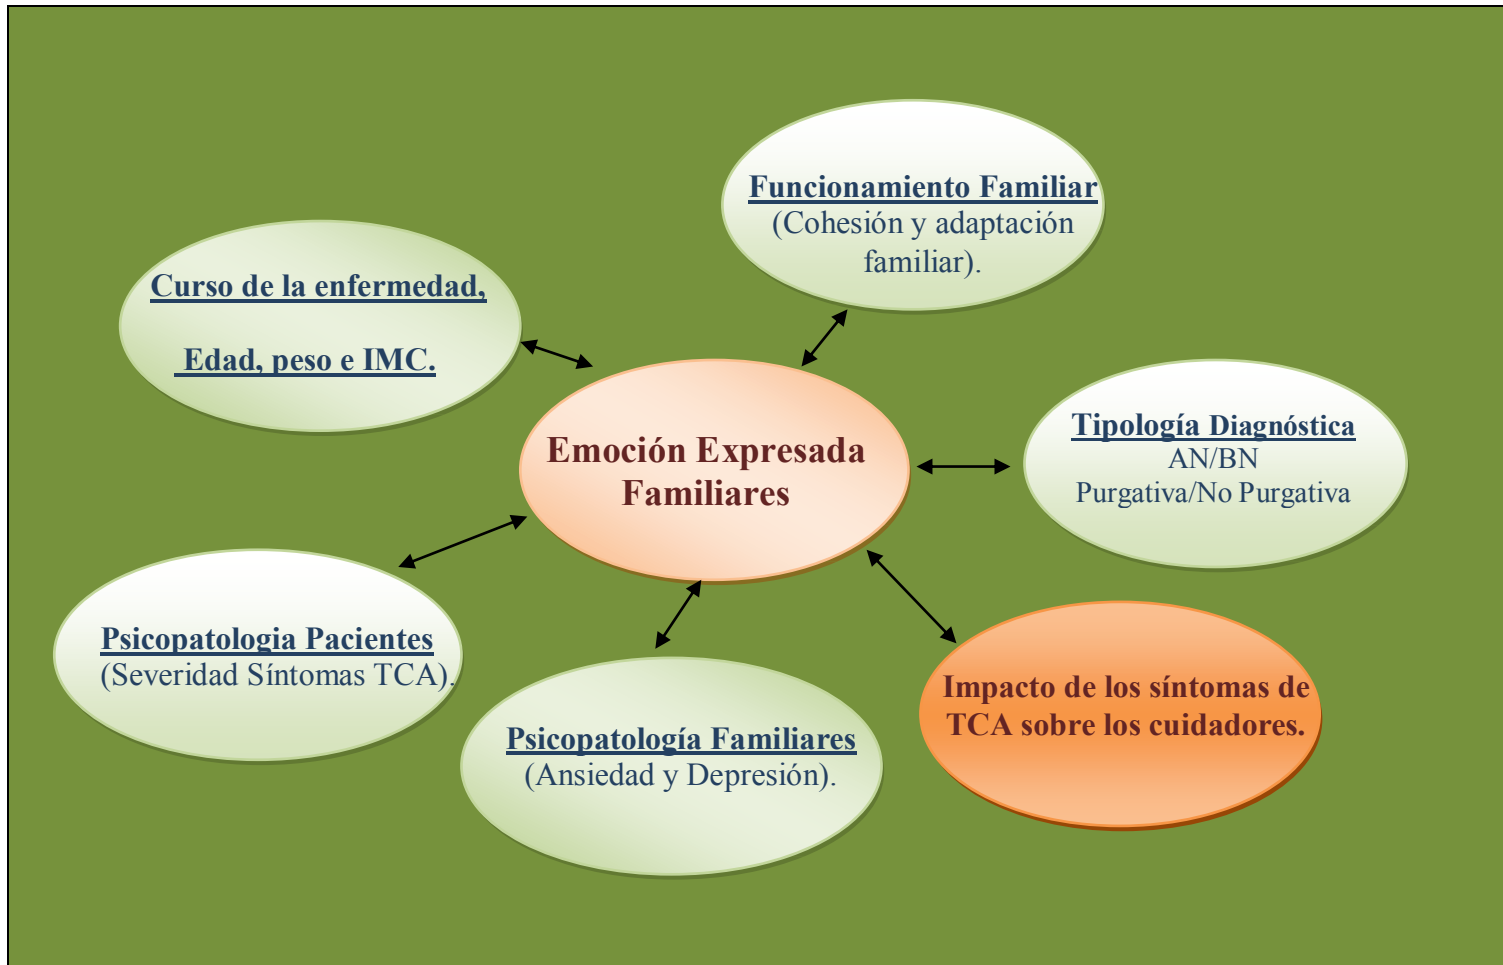 Funcionamiento Familiar
(Cohesión y adaptación
familiar).
Curso de la enfermedad,
Edad, peso e IMC.
Emoción Expresada
Familiares
Tipología Diagnóstica
AN/BN
Purgativa/No Purgativa
Psicopatologia Pacientes
(Severidad Síntomas TCA).
Psicopatología Familiares
(Ansiedad y Depresión).
Impacto de los síntomas de
TCA sobre los cuidadores.